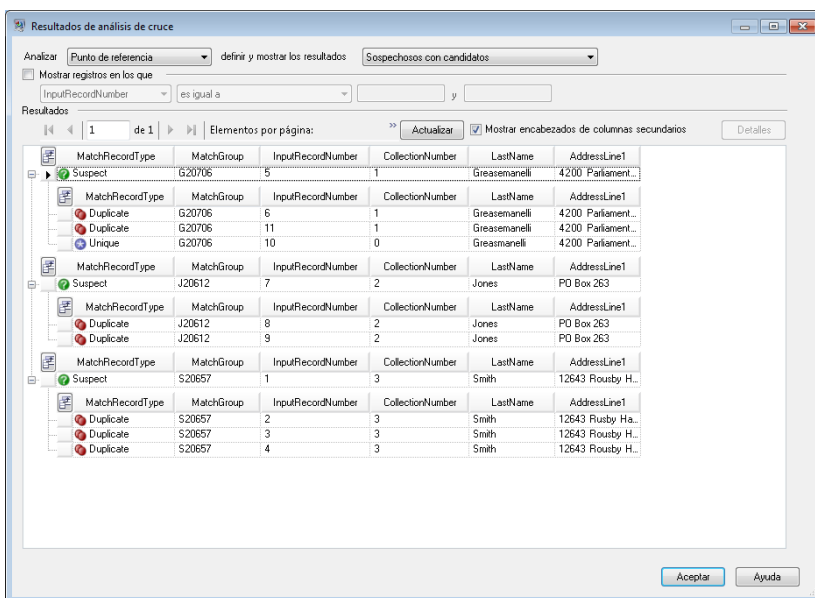 Resultados de análisis de cruce
Analizar Punto de referencia definir y mostrar los resultados Sospechosos con candidatos
Mostrar registros en los que
InputRecordNumber es igual a y
Resultados
1 de 1 Elementos por página: » Actualizar Mostrar encabezados de columnas secundarios Detalles
MatchRecordType MatchGroup InputRecordNumber CollectionNumber LastName AddressLine1
Suspect G20706 5 1 Greasemanelli 4200 Parliament...
MatchRecordType MatchGroup InputRecordNumber CollectionNumber LastName AddressLine1
Duplicate G20706 6 1 Greasemanelli 4200 Parliament...
Duplicate G20706 11 1 Greasemanelli 4200 Parliament...
Unique G20706 10 0 Greasmanelli 4200 Parliament...
MatchRecordType MatchGroup InputRecordNumber CollectionNumber LastName AddressLine1
Suspect J20612 7 2 Jones PO Box 263
MatchRecordType MatchGroup InputRecordNumber CollectionNumber LastName AddressLine1
Duplicate J20612 8 2 Jones PO Box 263
Duplicate J20612 9 2 Jones PO Box 263
MatchRecordType MatchGroup InputRecordNumber CollectionNumber LastName AddressLine1
Suspect S20657 1 3 Smith 12643 Rousby H...
MatchRecordType MatchGroup InputRecordNumber CollectionNumber LastName AddressLine1
Duplicate S20657 2 3 Smith 12643 Rusby Ha...
Duplicate S20657 3 3 Smith 12643 Rousby H...
Duplicate S20657 4 3 Smith 12643 Rousby H...
Aceptar Ayuda